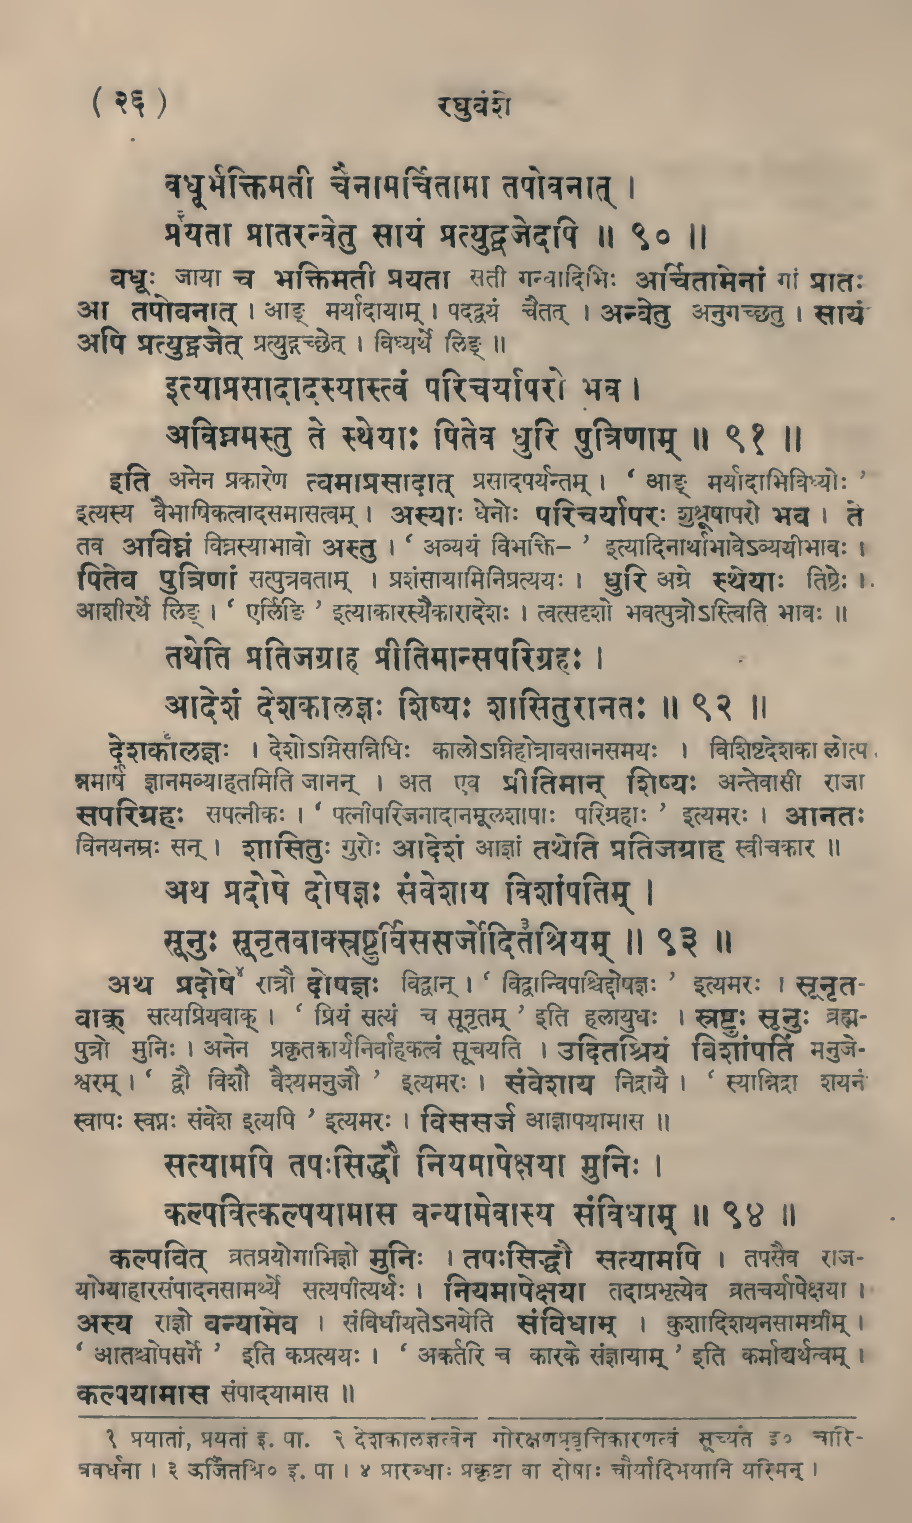 ( २६ ) रघुवंशे
वधूर्भक्तिमती चैनामर्चितामा तपोवनात् ।
प्रयता प्रातरन्वेतु सायं प्रत्युद्व्रजेदपि ॥ ९० ॥
वधूः जाया च भक्तिमती प्रयता सती गन्धादिभिः अर्चितामेनां गां प्रातः
आ तपोवनात् । आङ् मर्यादायाम् । पदद्वयं चैतत् । अन्वेतु अनुगच्छतु । सायं
अपि प्रत्युद्व्रजेत् प्रत्युद्गच्छेत् । विध्यर्थे लिङ् ॥
इत्याप्रसादादस्यास्त्वं परिचर्यापरो भव ।
अविघ्नमस्तु ते स्थेयाः पितेव धुरि पुत्रिणाम् ॥ ९१ ॥
इति अनेन प्रकारेण त्वमाप्रसादात् प्रसादपर्यन्तम् । ‘ आङ् मर्यादाभिविध्योः ’
इत्यस्य वैभाषिकत्वादसमासत्वम् । अस्याः धेनोः परिचर्यापरः शुश्रूषापरो भव । ते
तव अविघ्नं विघ्नस्याभावो अस्तु । ‘ अव्ययं विभक्ति– ’ इत्यादिनार्थाभावेऽव्ययीभावः ।
पितेव पुत्रिणां सत्पुत्रवताम् । प्रशंसायामिनिप्रत्ययः । धुरि अग्रे स्थेयाः तिष्ठेः ।
आशीरर्थे लिङ् । ‘ एर्लिङि ’ इत्याकारस्यैकारादेशः । त्वत्सदृशो भवत्पुत्रोऽस्त्विति भावः ॥
तथेति प्रतिजग्राह प्रीतिमान्सपरिग्रहः ।
आदेशं देशकालज्ञः शिष्यः शासितुरानतः ॥ ९२ ॥
देशकालज्ञः । देशोऽग्निसन्निधिः कालोऽग्निहोत्रावसानसमयः । विशिष्टदेशका लोत्प
न्नमार्षं ज्ञानमव्याहतमिति जानन् । अत एव प्रीतिमान् शिष्यः अन्तेवासी राजा
सपरिग्रहः सपत्नीकः । ‘ पत्नीपरिजनादानमूलशापाः परिग्रहाः ’ इत्यमरः । आनतः
विनयनम्रः सन् । शासितुः गुरोः आदेशं आज्ञां तथेति प्रतिजग्राह स्वीचकार ॥
अथ प्रदोषे दोषज्ञः संवेशाय विशांपतिम् ।
सूनुः सूनृतवाक्स्रष्टुर्विससर्जोदितश्रियम् ॥ ९३ ॥
अथ प्रदोषे४ रात्रौ दोषज्ञः विद्वान् । ‘ विद्वान्विपश्चिद्दोषज्ञः ’ इत्यमरः । सूनृत-
वाक् सत्यप्रियवाक् । ‘ प्रियं सत्यं च सूनृतम् ’ इति हलायुधः । स्रष्टुः सूनुः ब्रह्म-
पुत्रो मुनिः । अनेन प्रकृतकार्यनिर्वाहकत्वं सूचयति । उदितश्रियं विशांपतिं मनुजे-
श्वरम् । ‘ द्वौ विशौ वैश्यमनुजौ ’ इत्यमरः । संवेशाय निद्रायै । ‘ स्यान्निद्रा शयनं
स्वापः स्वप्नः संवेश इत्यपि ’ इत्यमरः । विससर्ज आज्ञापयामास ॥
सत्यामपि तपःसिद्धौ नियमापेक्षया मुनिः ।
कल्पवित्कल्पयामास वन्यामेवास्य संविधाम् ॥ ९४ ॥
कल्पवित् व्रतप्रयोगाभिज्ञो मुनिः । तपःसिद्धौ सत्यामपि । तपसैव राज-
योग्याहारसंपादनसामर्थ्ये सत्यपीत्यर्थः । नियमापेक्षया तदाप्रभृत्येव व्रतचर्यापेक्षया ।
अस्य राज्ञो वन्यामेव । संविधीयतेऽनयेति संविधाम् । कुशादिशयनसामग्रीम् ।
‘ आतश्चोपसर्गे ’ इति कप्रत्ययः । ‘ अकर्तरि च कारके संज्ञायाम् ’ इति कर्माद्यर्थत्वम् ।
कल्पयामास संपादयामास ॥
१ प्रयातां, प्रयतां इ. पा. २ देशकालज्ञत्वेन गोरक्षणप्रवृत्तिकारणत्वं सूच्यते इ० चारि-
त्रवर्धना । ३ ऊर्जितश्रि० इ. पा । ४ प्रारब्धाः प्रकृष्टा वा दोषाः चौर्यादिभयानि यस्मिन् ।